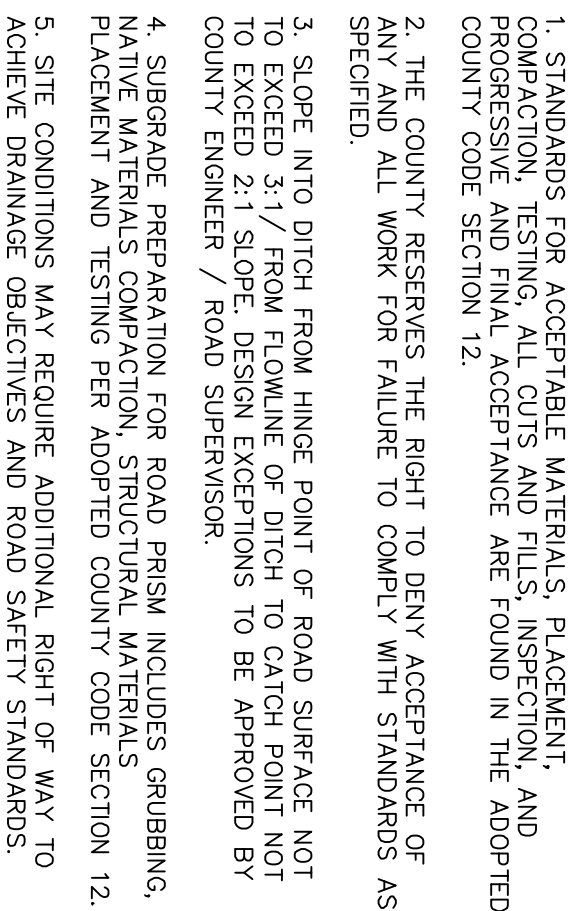 1. STANDARDS FOR ACCEPTABLE MATERIALS, PLACEMENT,
COMPACTION, TESTING, ALL CUTS AND FILLS, INSPECTION, AND
PROGRESSIVE AND FINAL ACCEPTANCE ARE FOUND IN THE ADOPTED
COUNTY CODE SECTION 12.
2. THE COUNTY RESERVES THE RIGHT TO DENY ACCEPTANCE OF
ANY AND ALL WORK FOR FAILURE TO COMPLY WITH STANDARDS AS
SPECIFIED.
3. SLOPE INTO DITCH FROM HINGE POINT OF ROAD SURFACE NOT
TO EXCEED 3:1/ FROM FLOWLINE OF DITCH TO CATCH POINT NOT
TO EXCEED 2:1 SLOPE. DESIGN EXCEPTIONS TO BE APPROVED BY
COUNTY ENGINEER / ROAD SUPERVISOR.
4. SUBGRADE PREPARATION FOR ROAD PRISM INCLUDES GRUBBING,
NATIVE MATERIALS COMPACTION, STRUCTURAL MATERIALS
PLACEMENT AND TESTING PER ADOPTED COUNTY CODE SECTION 12.
5. SITE CONDITIONS MAY REQUIRE ADDITIONAL RIGHT OF WAY TO
ACHIEVE DRAINAGE OBJECTIVES AND ROAD SAFETY STANDARDS.